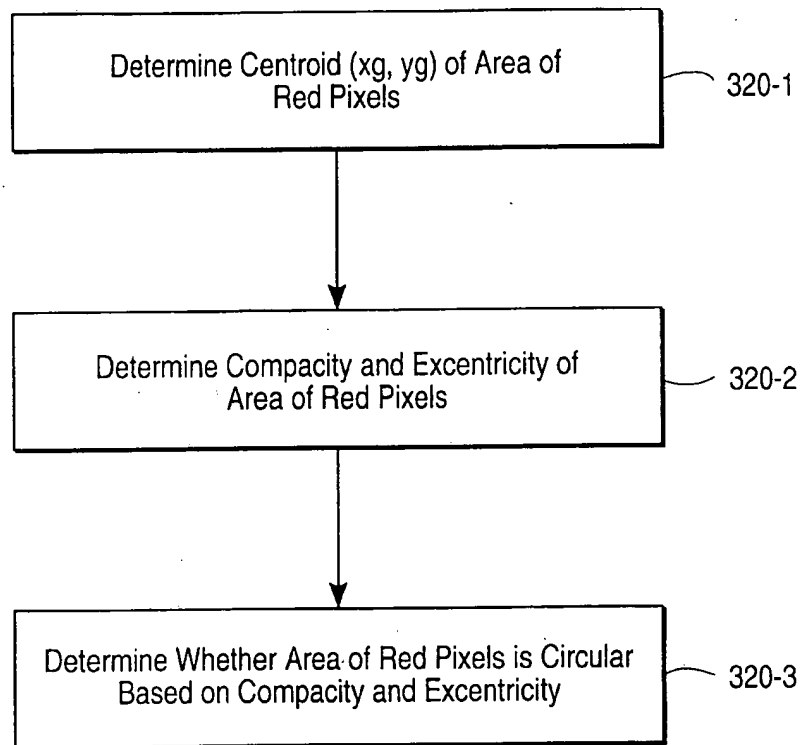 Determine Centroid (xg, yg) of Area of
Red Pixels
320-1
Determine Compacity and Excentricity of
Area of Red Pixels
320-2
Determine Whether Area of Red Pixels is Circular
Based on Compacity and Excentricity
320-3